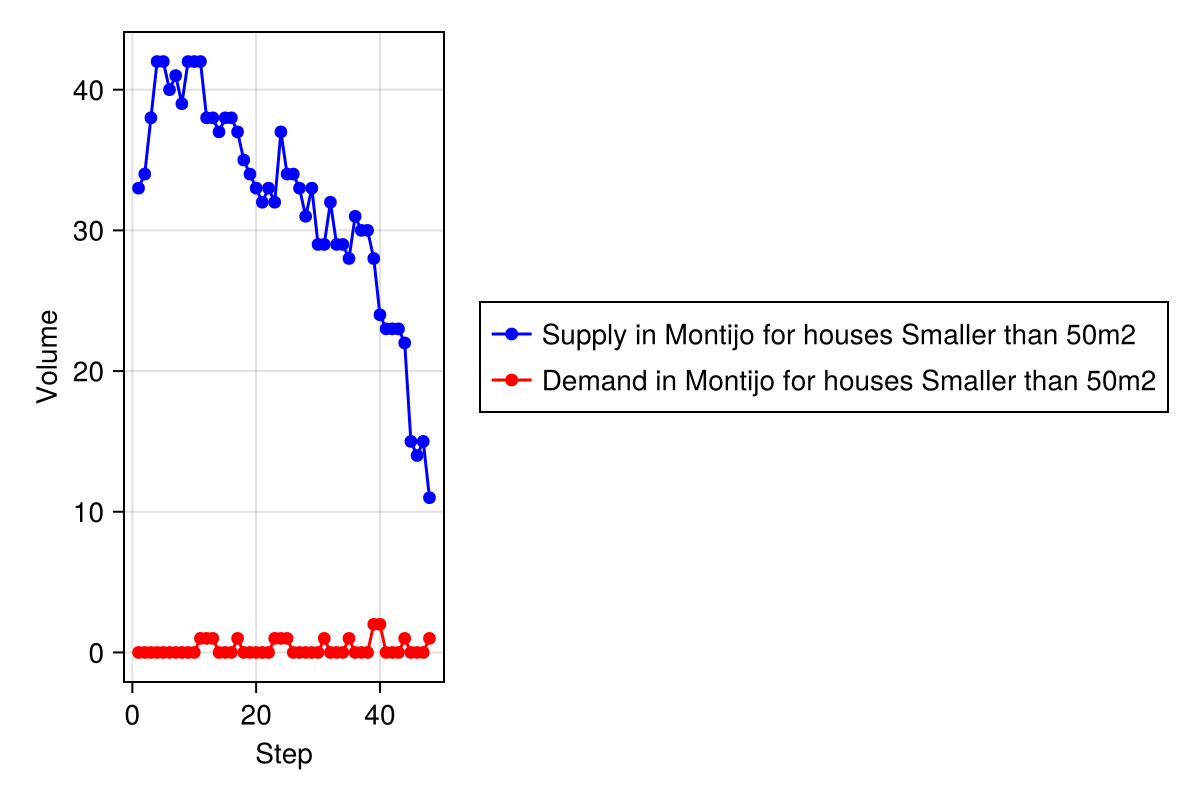 40
30
20
10
0
Volume
0 20 40
Step
Supply in Montijo for houses Smaller than 50m2
Demand in Montijo for houses Smaller than 50m2